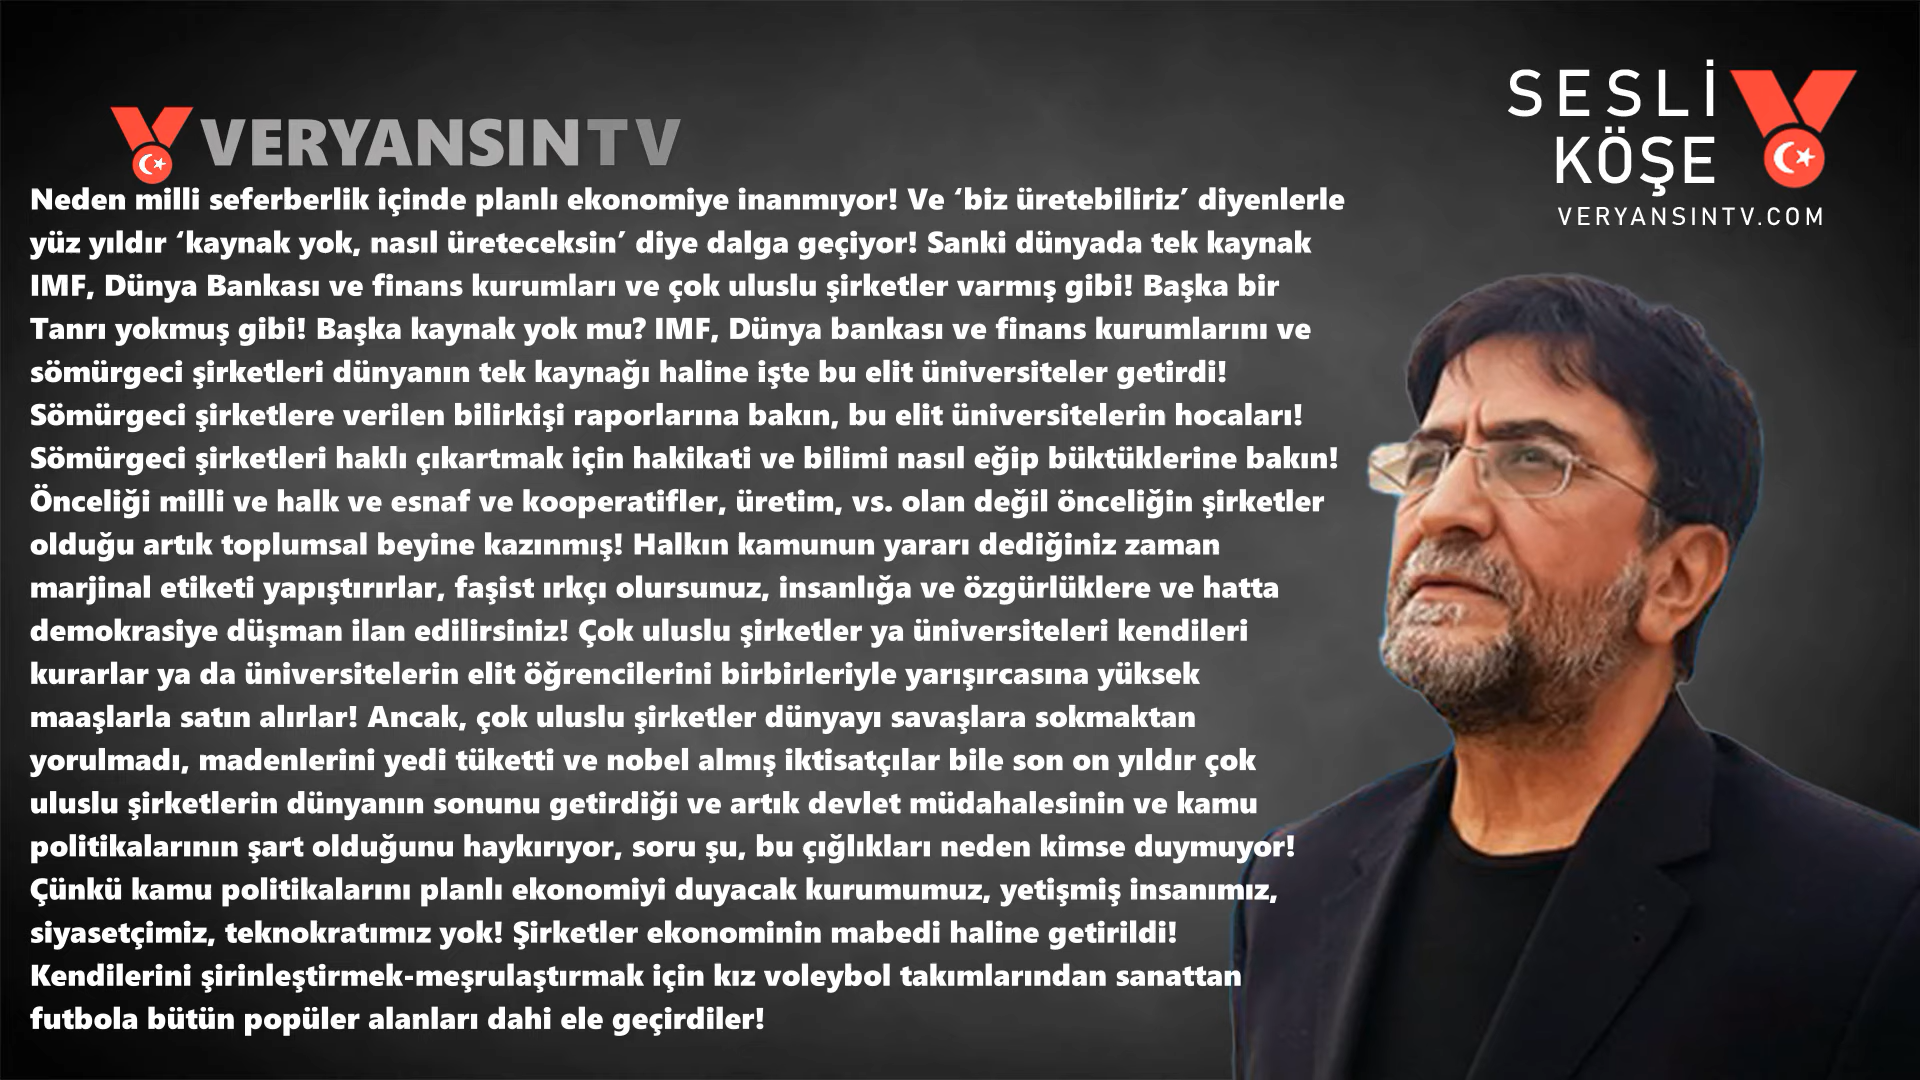 VERYANSINTV
SESLİ
KÖŞE
VERYANSINTV.COM
Neden milli seferberlik içinde planlı ekonomiye inanmıyor! Ve ‘biz üretebiliriz’ diyenlerle
yüz yıldır ‘kaynak yok, nasıl üreteceksin’ diye dalga geçiyor! Sanki dünyada tek kaynak
IMF, Dünya Bankası ve finans kurumları ve çok uluslu şirketler varmış gibi! Başka bir
Tanrı yokmuş gibi! Başka kaynak yok mu? IMF, Dünya bankası ve finans kurumlarını ve
sömürgeci şirketleri dünyanın tek kaynağı haline işte bu elit üniversiteler getirdi!
Sömürgeci şirketlere verilen bilirkişi raporlarına bakın, bu elit üniversitelerin hocaları!
Sömürgeci şirketleri haklı çıkartmak için hakikati ve bilimi nasıl eğip büktüklerine bakın!
Önceliği milli ve halk ve esnaf ve kooperatifler, üretim, vs. olan değil önceliğin şirketler
olduğu artık toplumsal beyine kazınmış! Halkın kamunun yararı dediğiniz zaman
marjinal etiketi yapıştırırlar, faşist ırkçı olursunuz, insanlığa ve özgürlüklere ve hatta
demokrasiye düşman ilan edilirsiniz! Çok uluslu şirketler ya üniversiteleri kendileri
kurarlar ya da üniversitelerin elit öğrencilerini birbirleriyle yarışırcasına yüksek
maaşlarla satın alırlar! Ancak, çok uluslu şirketler dünyayı savaşlara sokmaktan
yorulmadı, madenlerini yedi tüketti ve nobel almış iktisatçılar bile son on yıldır çok
uluslu şirketlerin dünyanın sonunu getirdiği ve artık devlet müdahalesinin ve kamu
politikalarının şart olduğunu haykırıyor, soru şu, bu çığlıkları neden kimse duymuyor!
Çünkü kamu politikalarını planlı ekonomiyi duyacak kurumumuz, yetişmiş insanımız,
siyasetçimiz, teknokratımız yok! Şirketler ekonominin mabedi haline getirildi!
Kendilerini şirinleştirmek-meşrulaştırmak için kız voleybol takımlarından sanattan
futbola bütün popüler alanları dahi ele geçirdiler!